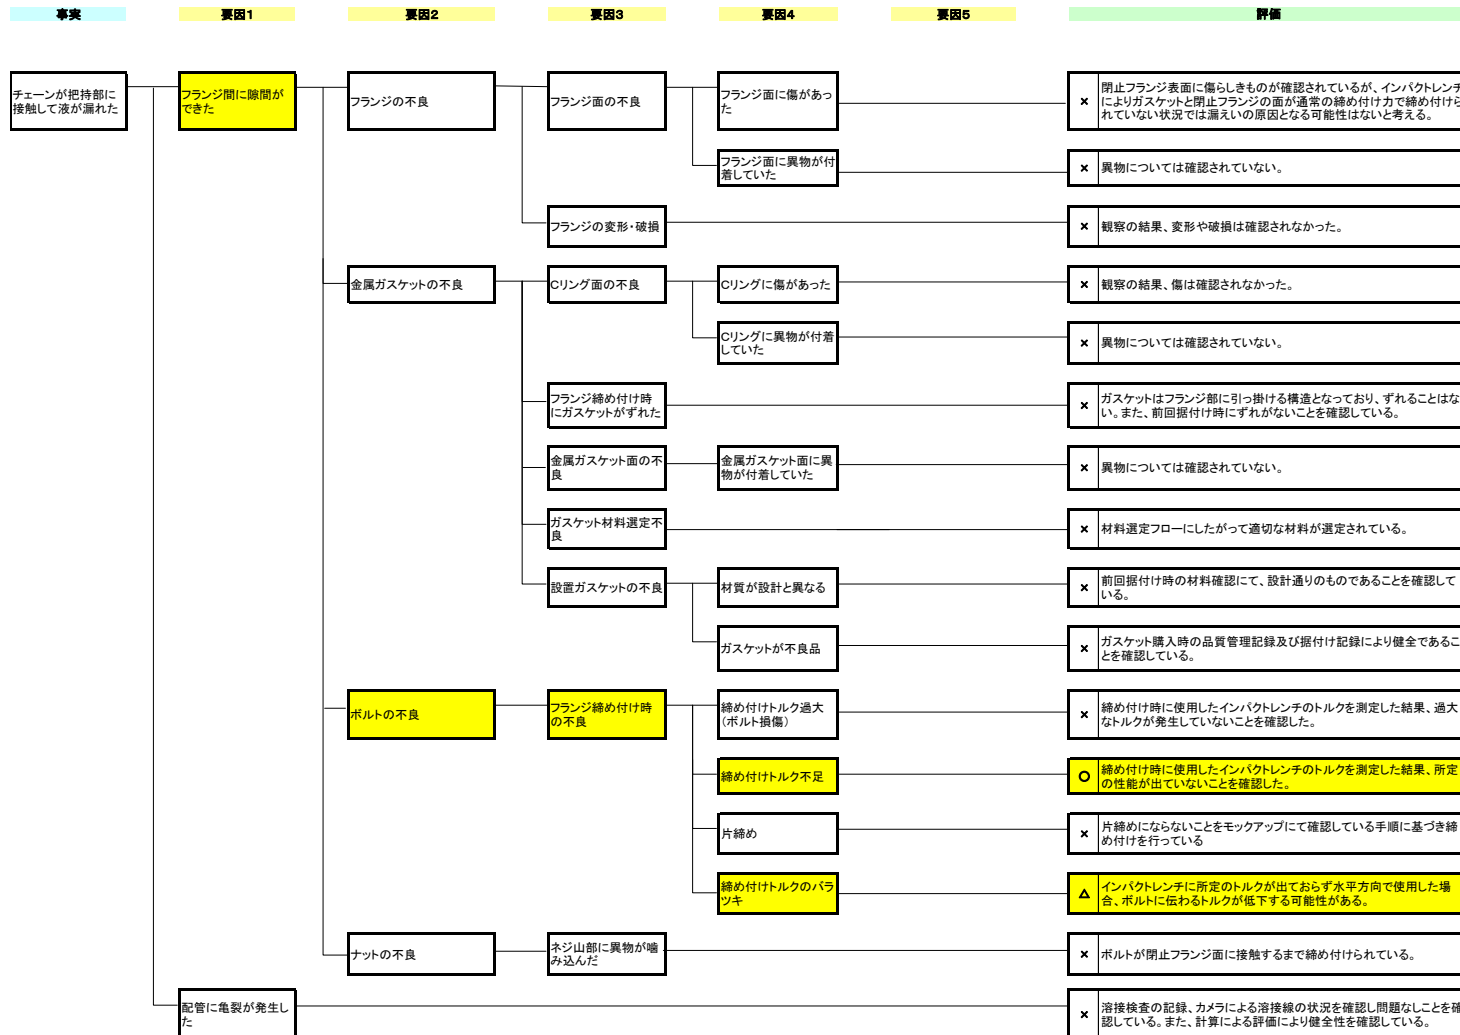 事実
要因1
要因2
要因3
要因4
要因5
評価
チェーンが把持部に
接触して液が漏れた
フランジ間に隙間が
できた
フランジの不良
フランジ面の不良
フランジ面に傷があっ
た
×
閉止フランジ表面に傷らしきものが確認されているが、インパクトレンチ
によりガスケットと閉止フランジの面が通常の締め付け力で締め付けら
れていない状況では漏えいの原因となる可能性はないと考える。
フランジ面に異物が付
着していた
×
異物については確認されていない。
フランジの変形・破損
×
観察の結果、変形や破損は確認されなかった。
金属ガスケットの不良
Cリング面の不良
Cリングに傷があった
×
観察の結果、傷は確認されなかった。
Cリングに異物が付着
していた
×
異物については確認されていない。
フランジ締め付け時
にガスケットがずれた
×
ガスケットはフランジ部に引っ掛ける構造となっており、ずれることはな
い。また、前回据付け時にずれがないことを確認している。
金属ガスケット面の不
良
金属ガスケット面に異
物が付着していた
×
異物については確認されていない。
ガスケット材料選定不
良
×
材料選定フローにしたがって適切な材料が選定されている。
設置ガスケットの不良
材質が設計と異なる
×
前回据付け時の材料確認にて、設計通りのものであることを確認して
いる。
ガスケットが不良品
×
ガスケット購入時の品質管理記録及び据付け記録により健全であるこ
とを確認している。
ボルトの不良
フランジ締め付け時
の不良
締め付けトルク過大
(ボルト損傷)
×
締め付け時に使用したインパクトレンチのトルクを測定した結果、過大
なトルクが発生していないことを確認した。
締め付けトルク不足
○
締め付け時に使用したインパクトレンチのトルクを測定した結果、所定
の性能が出ていないことを確認した。
片締め
×
片締めにならないことをモックアップにて確認している手順に基づき締
め付けを行っている
締め付けトルクのバラ
ツキ
△
インパクトレンチに所定のトルクが出ておらず水平方向で使用した場
合、ボルトに伝わるトルクが低下する可能性がある。
ナットの不良
ネジ山部に異物が噛
み込んだ
×
ボルトが閉止フランジ面に接触するまで締め付けられている。
配管に亀裂が発生し
た
×
溶接検査の記録、カメラによる溶接線の状況を確認し問題なしことを確
認している。また、計算による評価により健全性を確認している。